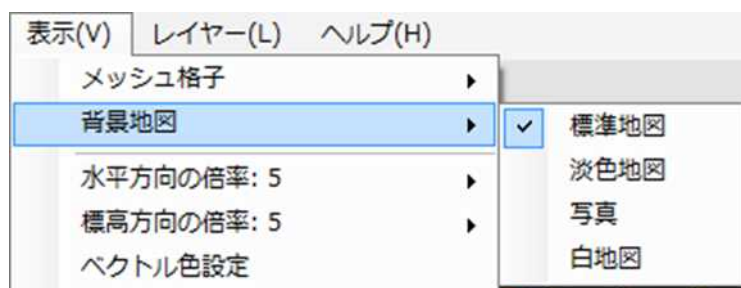 表示(V) レイヤー(L) ヘルプ(H)
メッシュ格子
背景地図
水平方向の倍率: 5
標高方向の倍率: 5
ベクトル色設定
標準地図
淡色地図
写真
白地図